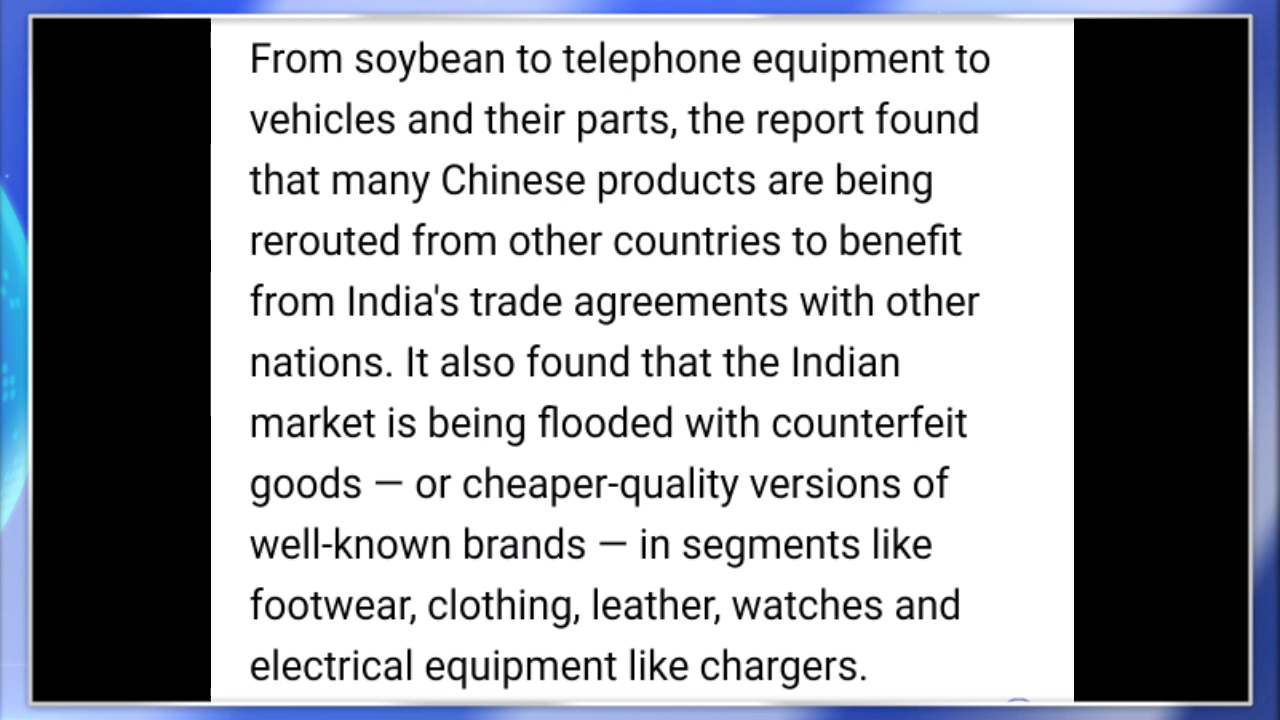 From soybean to telephone equipment to
vehicles and their parts, the report found
that many Chinese products are being
rerouted from other countries to benefit
from India's trade agreements with other
nations. It also found that the Indian
market is being flooded with counterfeit
goods — or cheaper-quality versions of
well-known brands — in segments like
footwear, clothing, leather, watches and
electrical equipment like chargers.